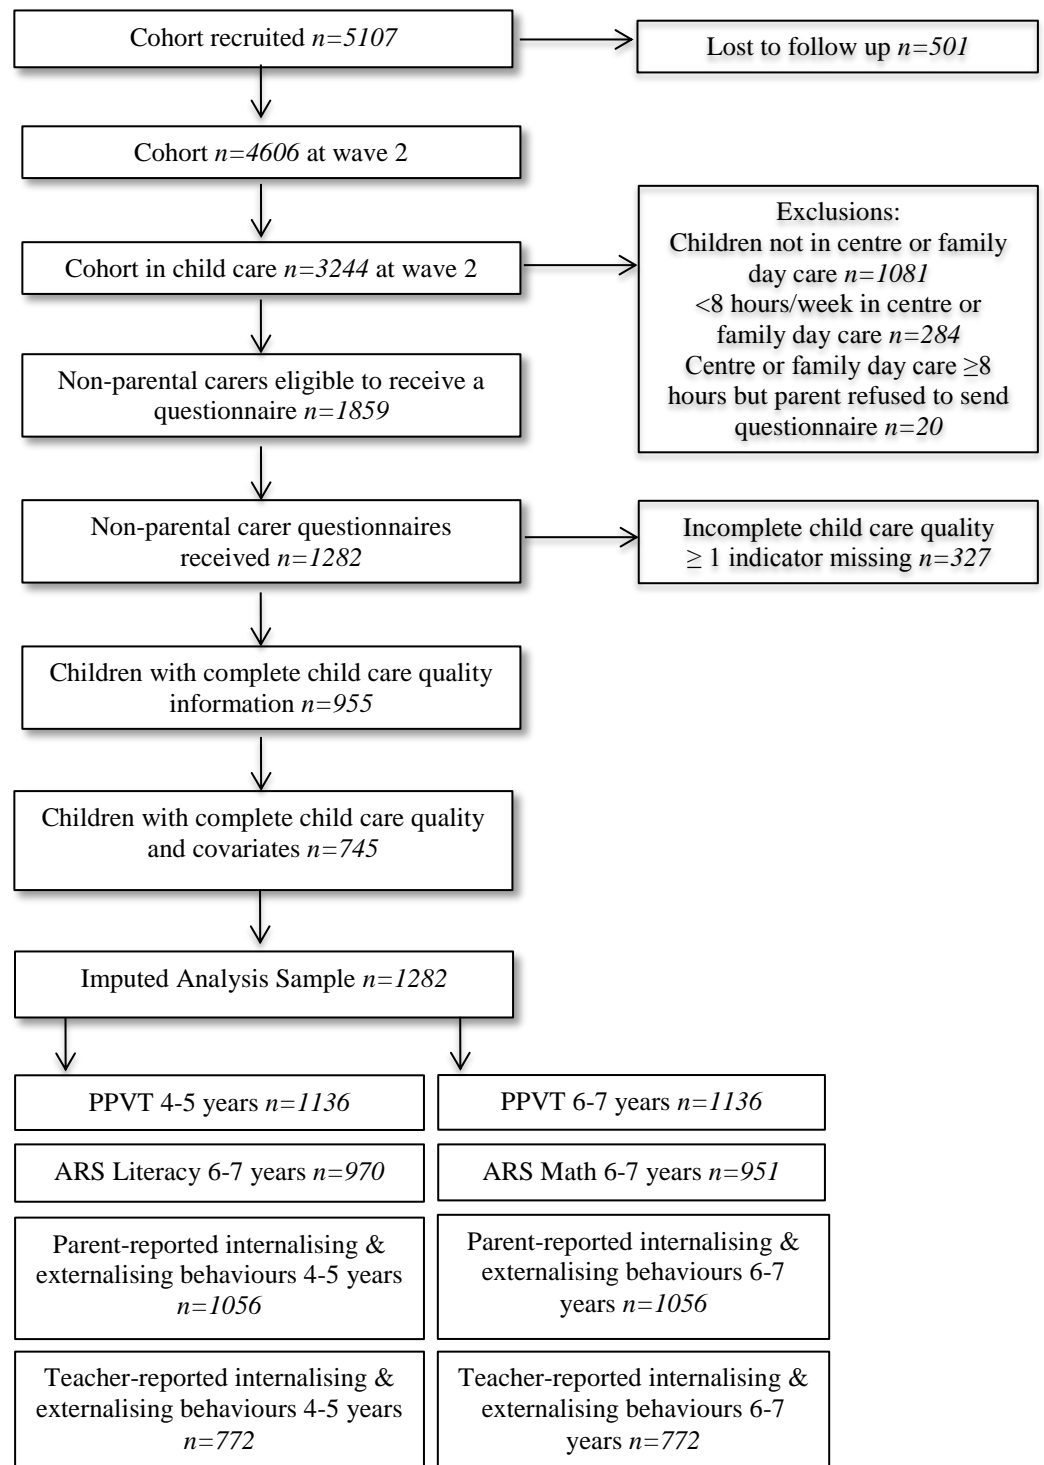 Cohort recruited n=5107
Lost to follow up n=501
Cohort n=4606 at wave 2
Cohort in child care n=3244 at wave 2
Exclusions:
Children not in centre or family
day care n=1081
<8 hours/week in centre or
family day care n=284
Centre or family day care ≥8
hours but parent refused to send
questionnaire n=20
Non-parental carers eligible to receive a
questionnaire n=1859
Non-parental carer questionnaires
received n=1282
Incomplete child care quality
≥ 1 indicator missing n=327
Children with complete child care quality
information n=955
Children with complete child care quality
and covariates n=745
Imputed Analysis Sample n=1282
PPVT 4-5 years n=1136
PPVT 6-7 years n=1136
ARS Literacy 6-7 years n=970
ARS Math 6-7 years n=951
Parent-reported internalising &
externalising behaviours 4-5 years
n=1056
Parent-reported internalising &
externalising behaviours 6-7
years n=1056
Teacher-reported internalising &
externalising behaviours 4-5 years
n=772
Teacher-reported internalising &
externalising behaviours 6-7
years n=772